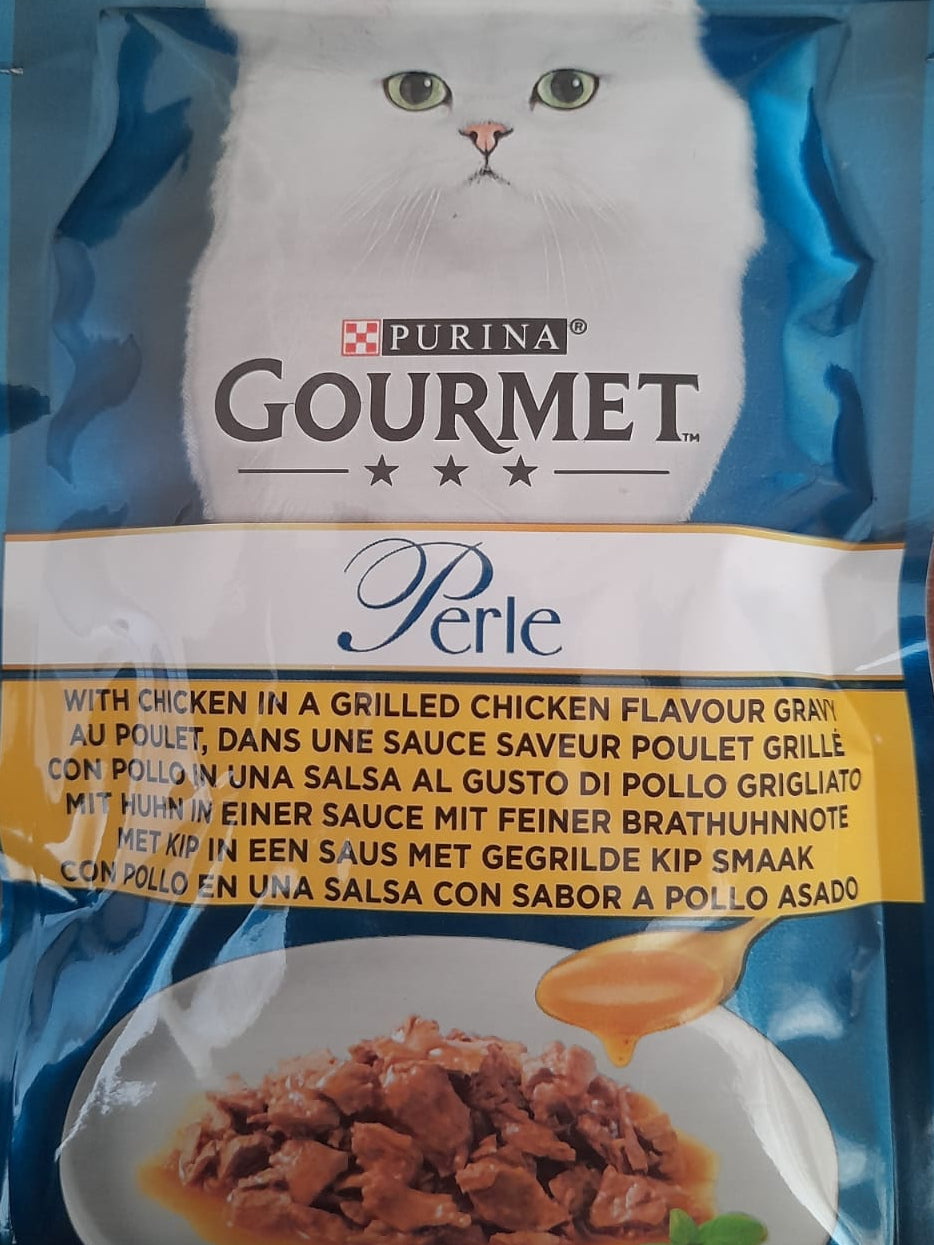 PURINA®
GOURMET™
Perle
WITH CHICKEN IN A GRILLED CHICKEN FLAVOUR GRAVY
AU POULET, DANS UNE SAUCE SAVEUR POULET GRILLÉ
CON POLLO IN UNA SALSA AL GUSTO DI POLLO GRIGLIATO
MIT HUHN IN EINER SAUCE MIT FEINER BRATHUHNNOTE
MET KIP IN EEN SAUS MET GEGRILDE KIP SMAAK
CON POLLO EN UNA SALSA CON SABOR A POLLO ASADO